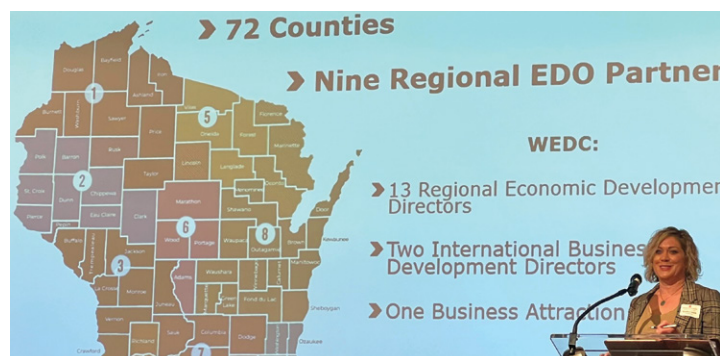 72 Counties
Nine Regional EDO Partner
WEDC:
13 Regional Economic Developme
Directors
Two International Business
Development Directors
One Business Attraction
Douglas
Bayfield
Iron
Ashland
1
Burnett
Washburn
Sawyer
Vilas
Florence
5
Price
Oneida
Forest
Marinette
Polk
Barron
Rusk
Lincoln
Langlade
Taylor
2
St. Croix
Dunn
Chippewa
Menominee
Oconto
Marathon
Door
Pierce
Eau Claire
Clark
Shawano
6
8
Buffalo
Wood
Portage
Waupaca
Outagamie
Brown
Kewaunee
Trempealeau
Jackson
3
Manitowoc
Adams
Waushara
Winnebago
Calumet
La Crosse
Monroe
Juneau
Marquette
Green
Lake
Fond du Lac
Sheboygan
Vernon
Richland
Sauk
Columbia
Dodge
Ozaukee
Crawford
7